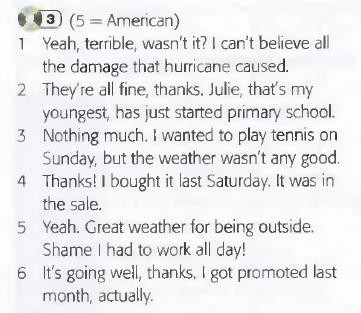 3 (5 = American)
1 Yeah, terrible, wasn't it? I can't believe all
the damage that hurricane caused.
2 They're all fine, thanks. Julie, that's my
youngest, has just started primary school.
3 Nothing much. I wanted to play tennis on
Sunday, but the weather wasn't any good.
4 Thanks! I bought it last Saturday. It was in
the sale.
5 Yeah. Great weather for being outside.
Shame I had to work all day!
6 It's going well, thanks. I got promoted last
month, actually.